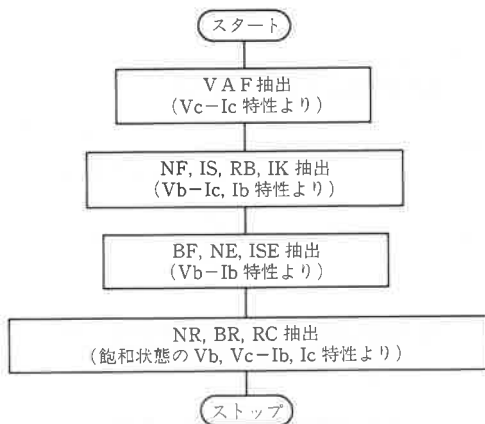 スタート
VAF抽出
(Vc−Ic 特性より)
NF, IS, RB, IK 抽出
(Vb−Ic, Ib 特性より)
BF, NE, ISE 抽出
(Vb−Ib 特性より)
NR, BR, RC 抽出
(飽和状態の Vb, Vc−Ib, Ic 特性より)
ストップ